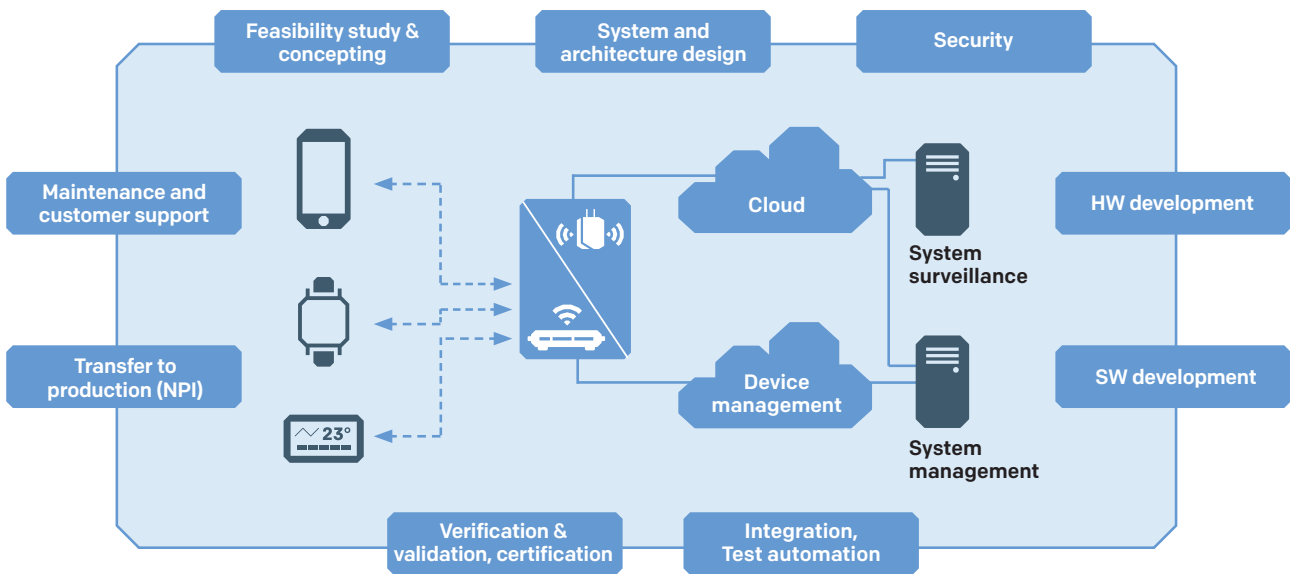 Feasibility study &
concepting
System and
architecture design
Security
Maintenance and
customer support
Cloud
HW development
System
surveillance
Transfer to
production (NPI)
23°
Device
management
SW development
System
management
Verification &
validation, certification
Integration,
Test automation